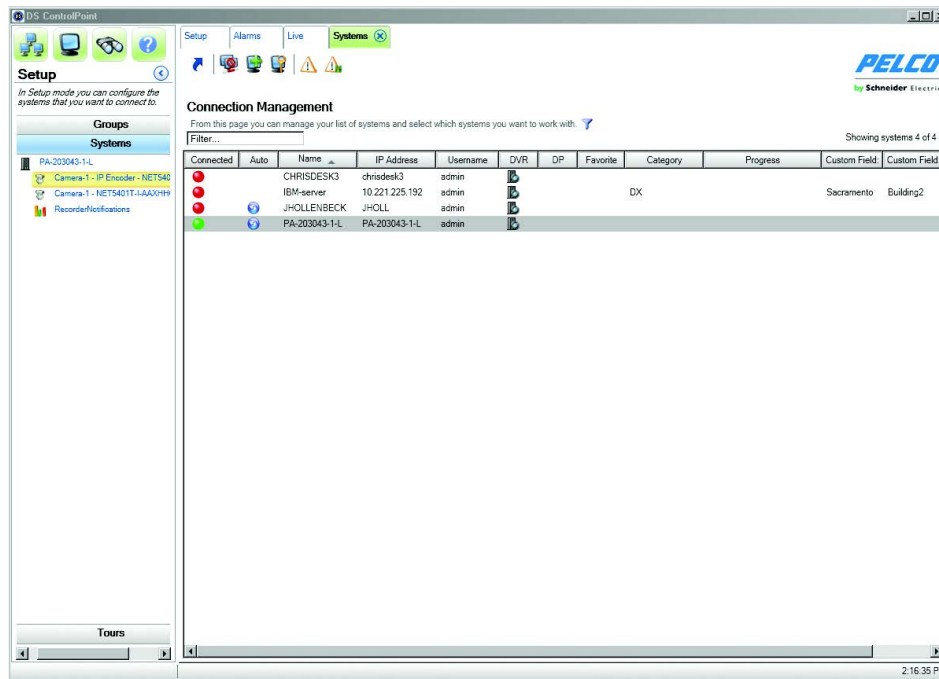 DS ControlPoint
Setup
In Setup mode you can configure the
systems that you want to connect to.
Groups
Systems
PA-203043-1-L
Camera-1 - IP Encoder - NET540
Camera-1 - NET5401T-I-AAXHH
RecorderNotifications
Tours
Setup Alarms Live Systems
PELCO
by Schneider Electric
Connection Management
From this page you can manage your list of systems and select which systems you want to work with.
Filter...
Showing systems 4 of 4
Connected Auto Name IP Address Username DVR DP Favorite Category Progress Custom Field: Custom Field
CHRISDESK3 chrisdesk3 admin
IBM-server 10.221.225.192 admin DX Sacramento Building2
JHOLLENBECK JHOLL admin
PA-203043-1-L PA-203043-1-L admin
2:16:35 P